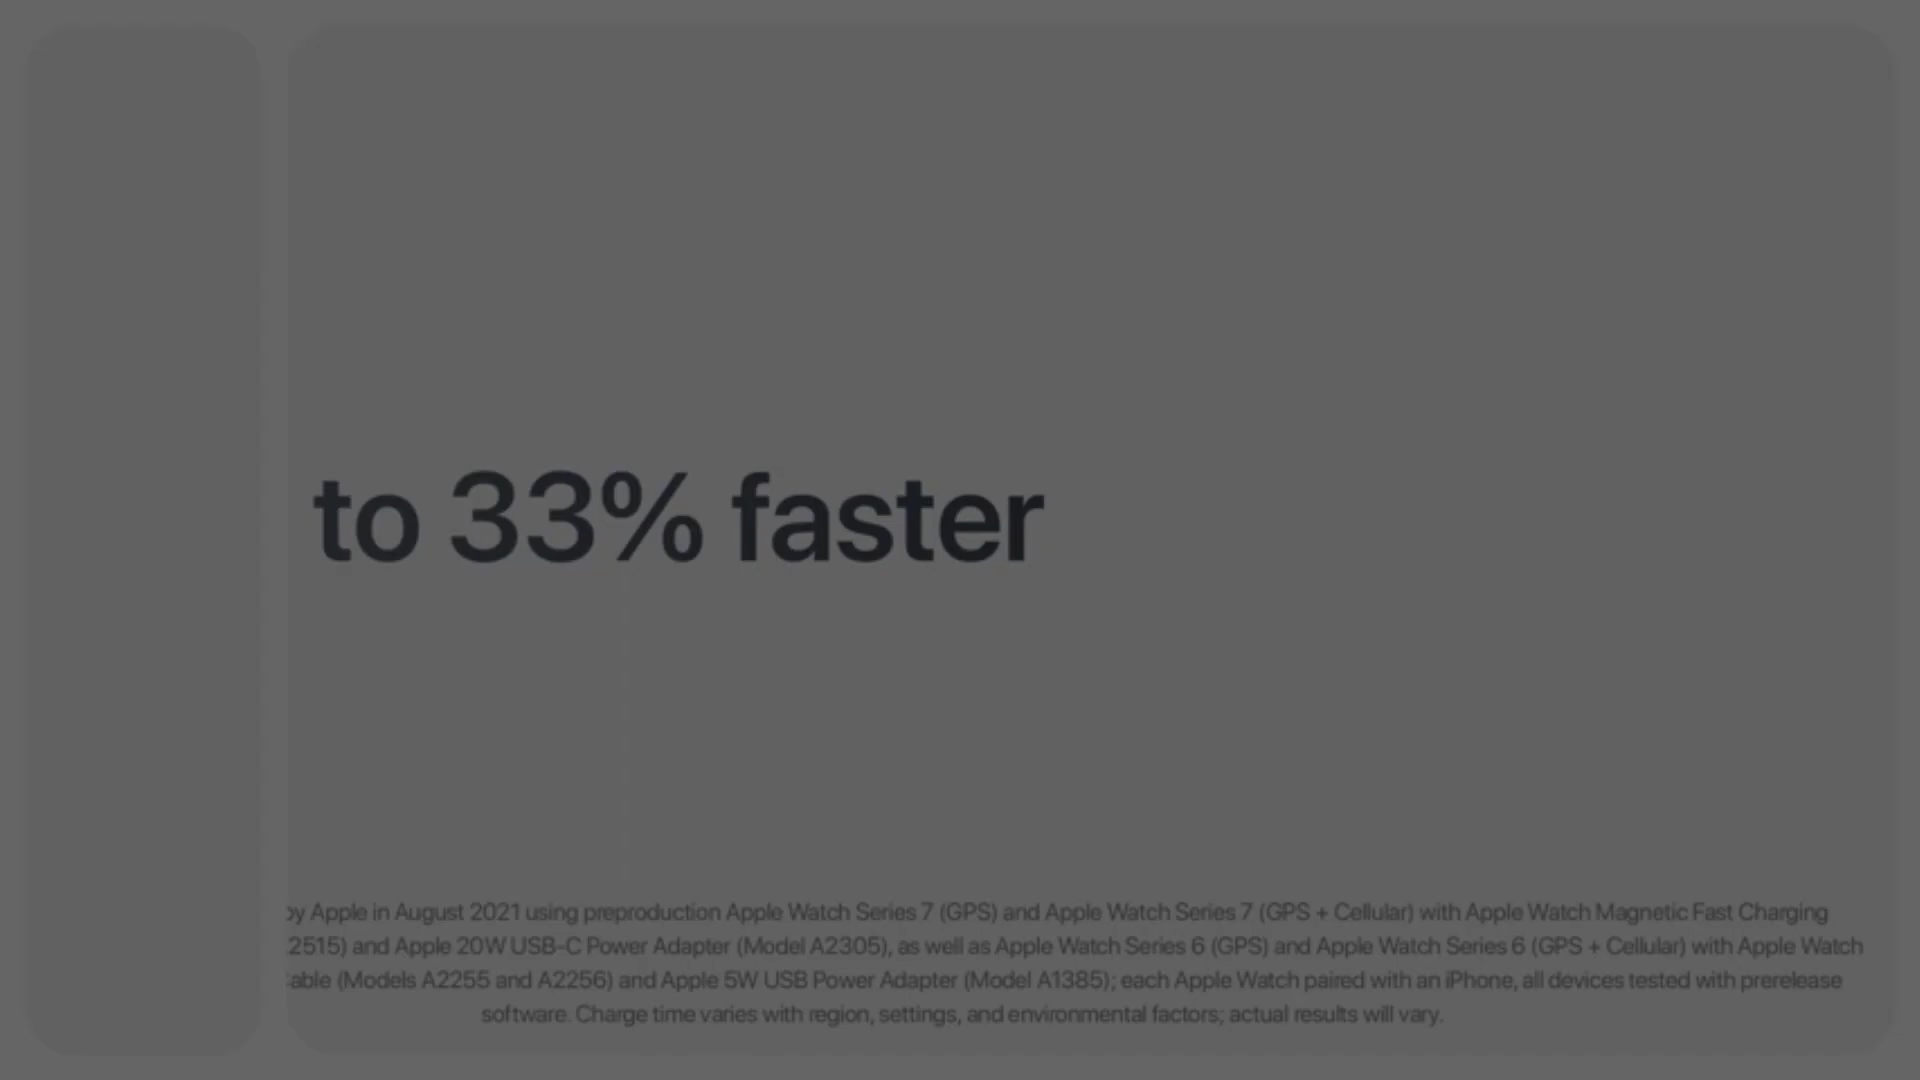 to 33% faster
by Apple in August 2021 using preproduction Apple Watch Series 7 (GPS) and Apple Watch Series 7 (GPS + Cellular) with Apple Watch Magnetic Fast Charging
2515) and Apple 20W USB-C Power Adapter (Model A2305), as well as Apple Watch Series 6 (GPS) and Apple Watch Series 6 (GPS + Cellular) with Apple Watch
able (Models A2255 and A2256) and Apple 5W USB Power Adapter (Model A1385); each Apple Watch paired with an iPhone, all devices tested with prerelease
software. Charge time varies with region, settings, and environmental factors; actual results will vary.